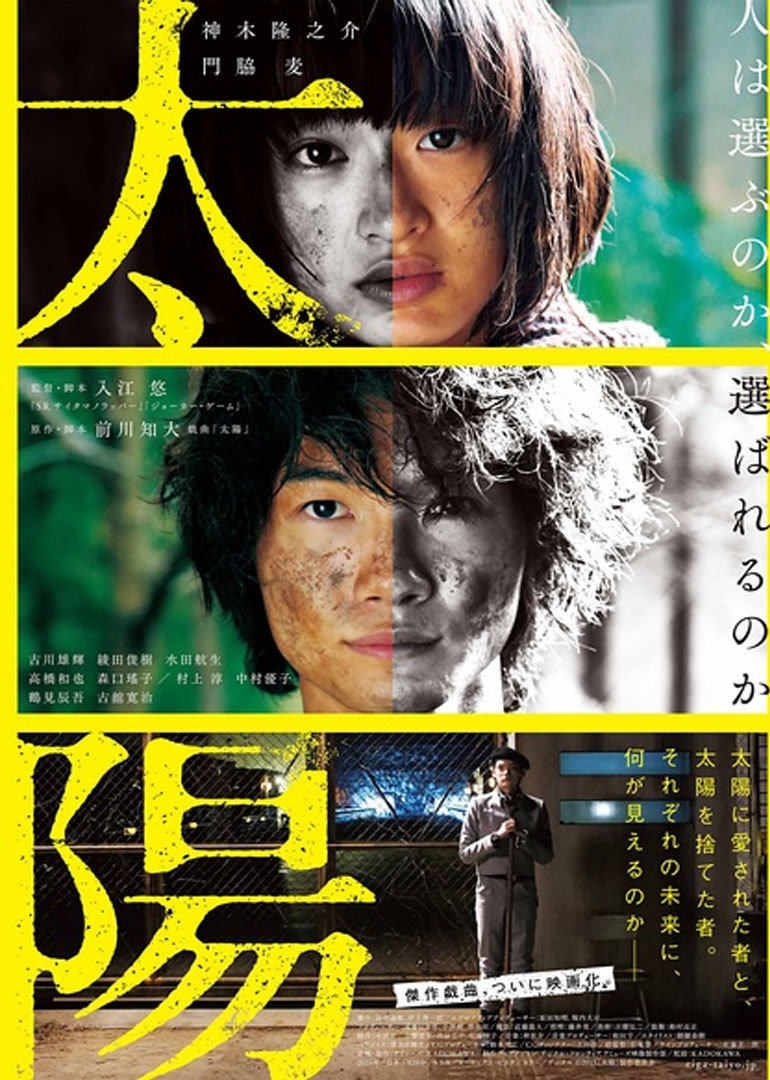 神木隆之介
門脇 麦
太
人は選ぶのか、選ばれるのか
監督・脚本 入江 悠
「SR サイタマノラッパー」「ジョーカー・ゲーム」
原作・脚本 前川知大 戯曲『太陽』
古川雄輝 綾田俊樹 水田航生
高橋和也 森口瑤子/村上 淳 中村優子
鶴見辰吾 古舘寛治
陽
太陽に愛された者と、
太陽を捨てた者。
それぞれの未来に、
何が見えるのか──
傑作戯曲、ついに映画化。
eiga-taiyo.jp